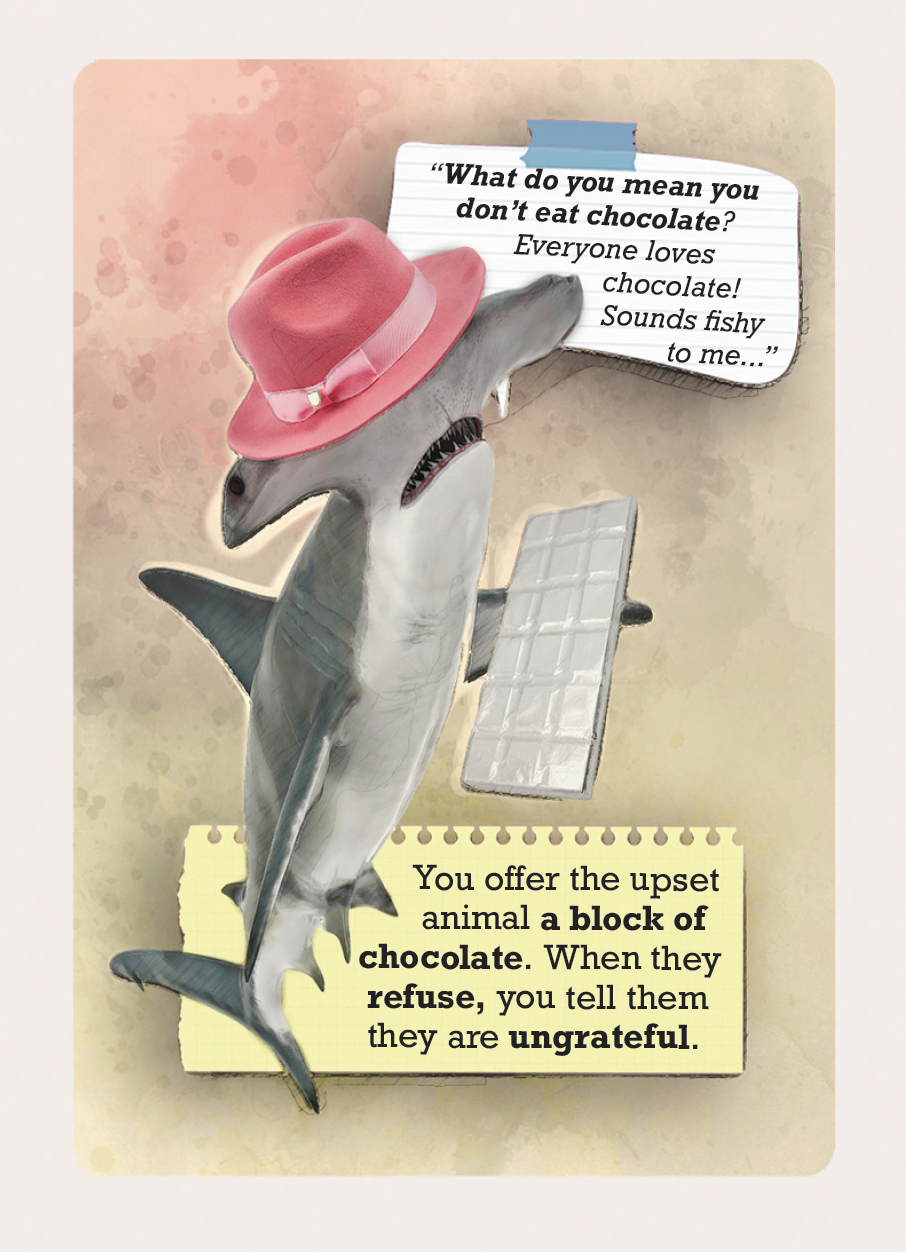 “What do you mean you
don’t eat chocolate?
Everyone loves
chocolate!
Sounds fishy
to me...”
You offer the upset
animal a block of
chocolate. When they
refuse, you tell them
they are ungrateful.